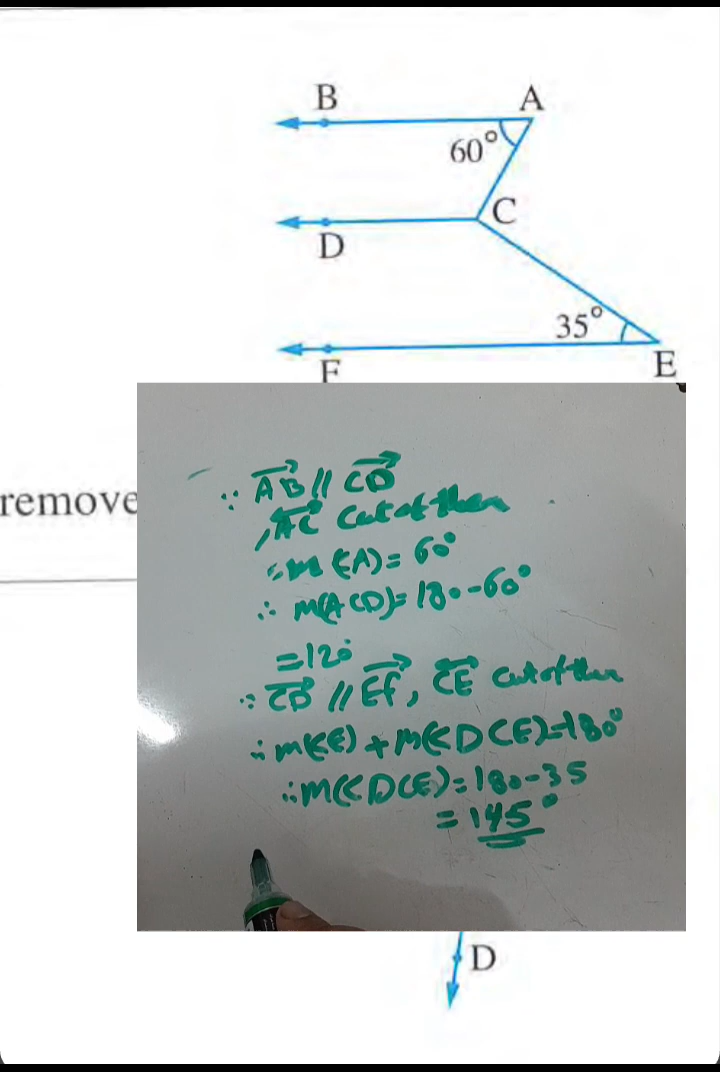 B A
60°
C
D
35°
F E
remove
∵ AB // CD
, AC cut of them
∵ m(∠A) = 60°
∴ m(ACD) = 180 - 60°
= 120°
∵ CD // EF, CE cut of them
∴ m(∠E) + m(∠DCE) = 180°
∴ m(∠DCE) = 180 - 35
= 145°
D